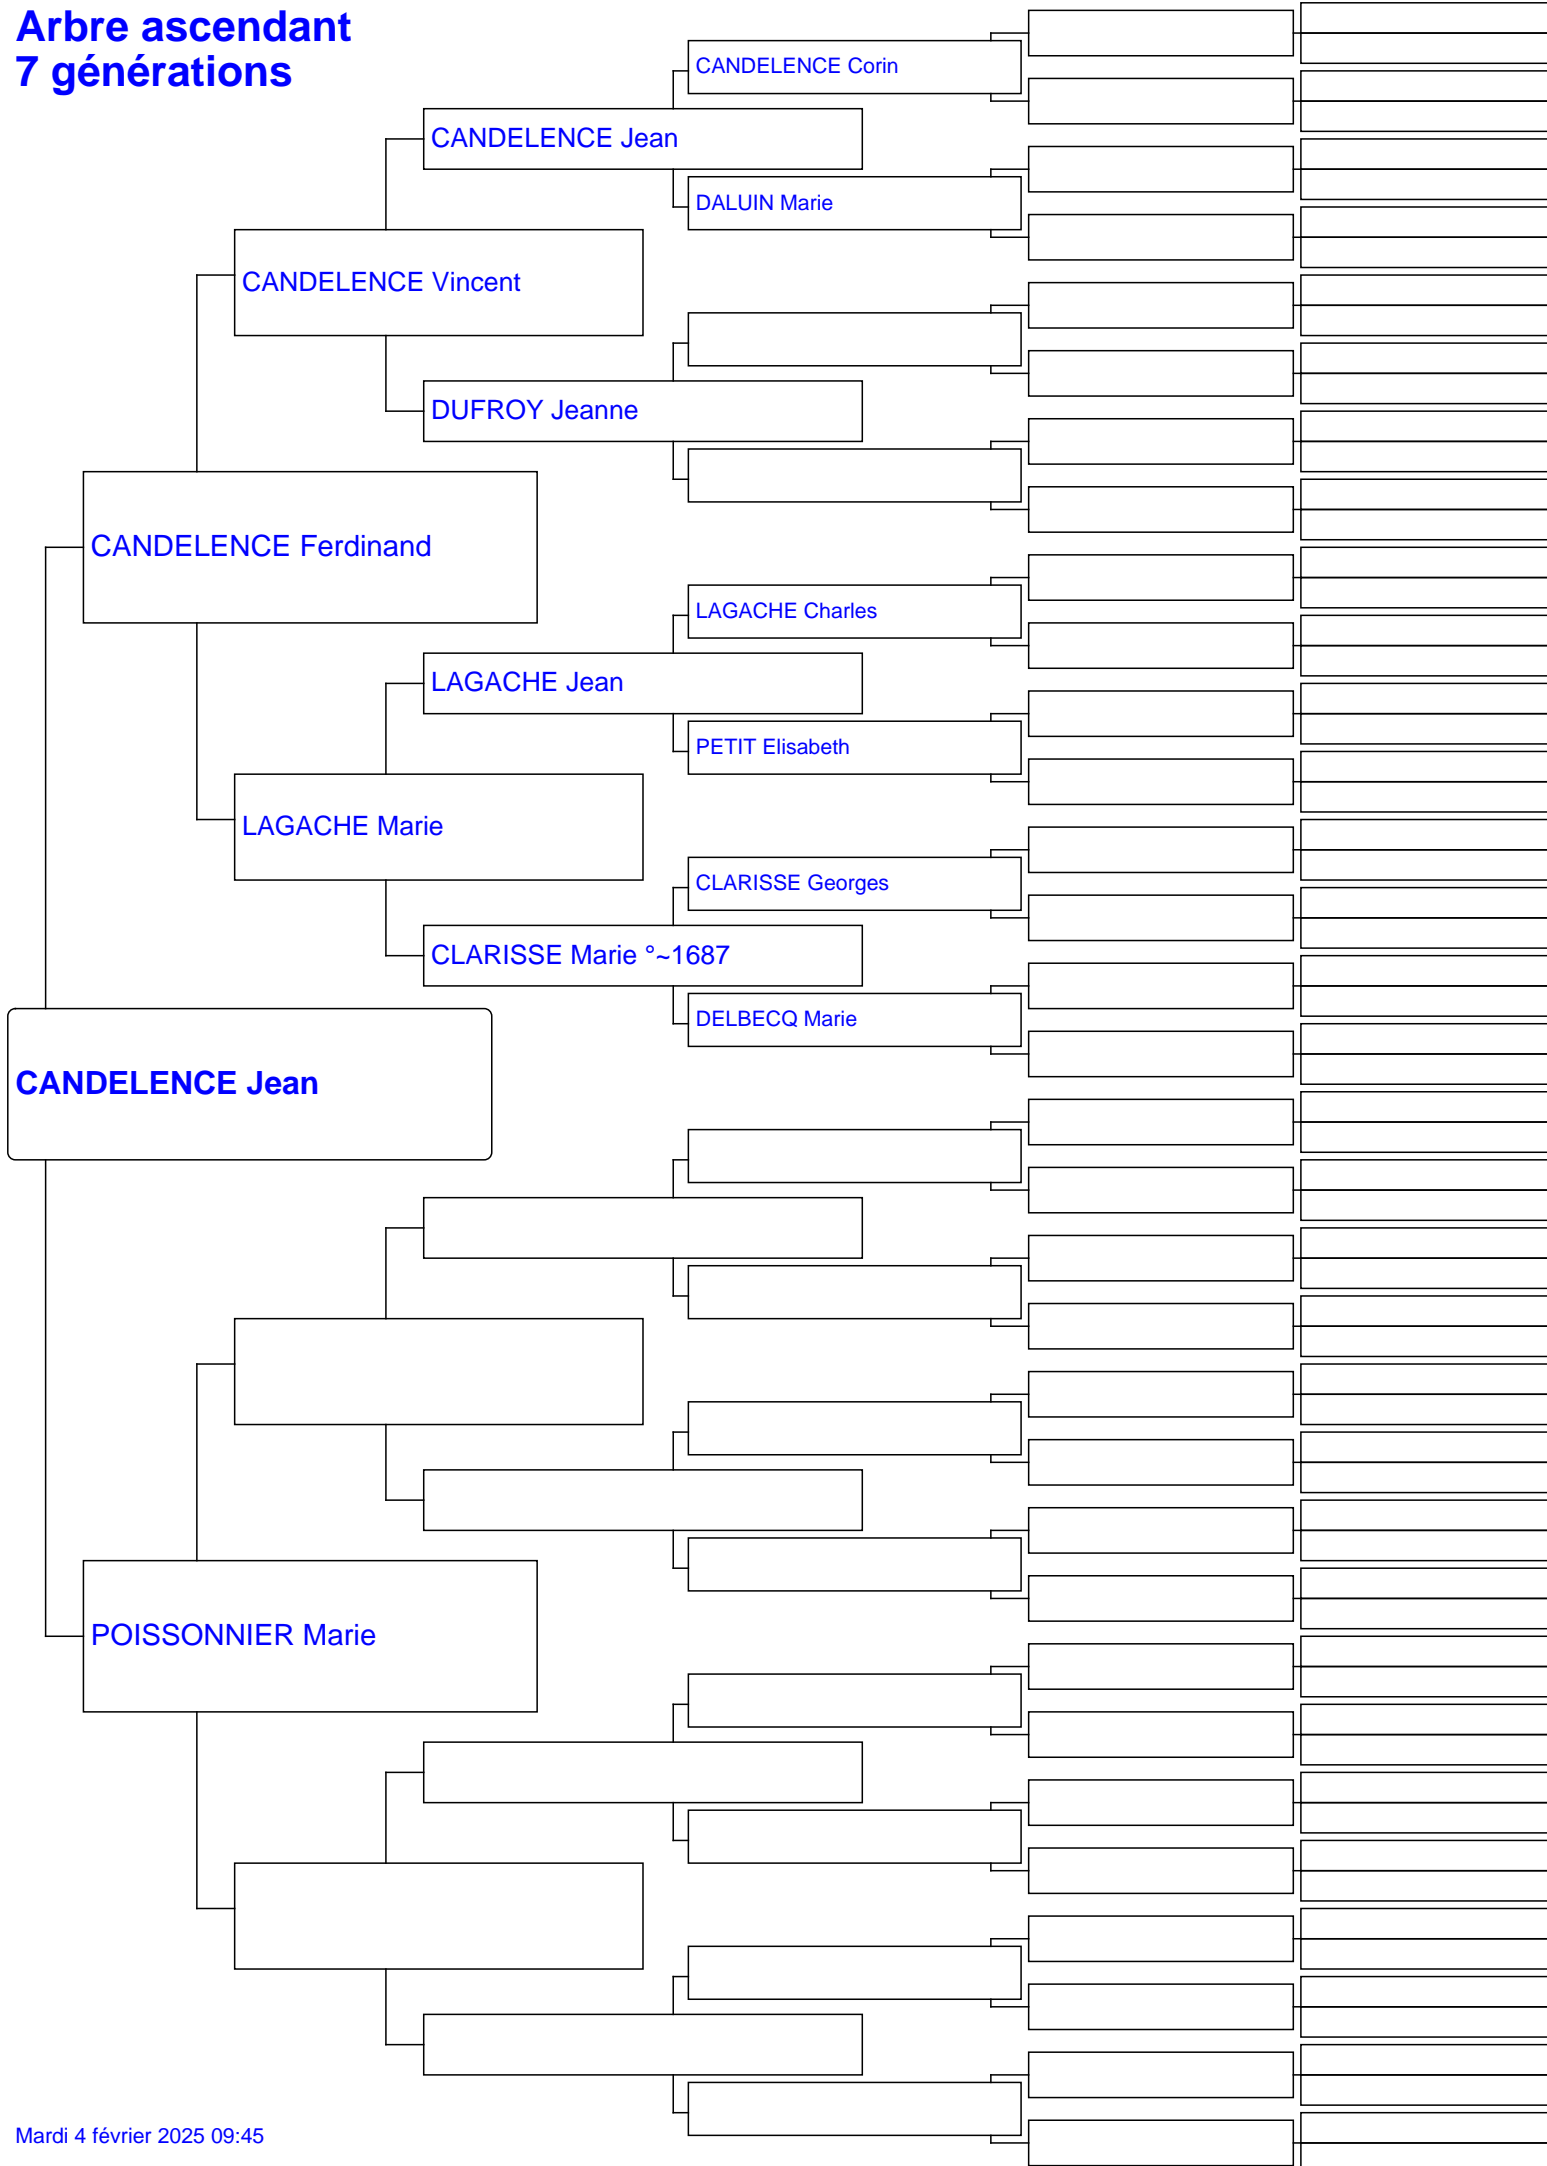 Arbre ascendant
7 générations
CANDELENCE Corin
CANDELENCE Jean
DALUIN Marie
CANDELENCE Vincent
DUFROY Jeanne
CANDELENCE Ferdinand
LAGACHE Charles
LAGACHE Jean
PETIT Elisabeth
LAGACHE Marie
CLARISSE Georges
CLARISSE Marie °~1687
DELBECQ Marie
CANDELENCE Jean
POISSONNIER Marie
Mardi 4 février 2025 09:45